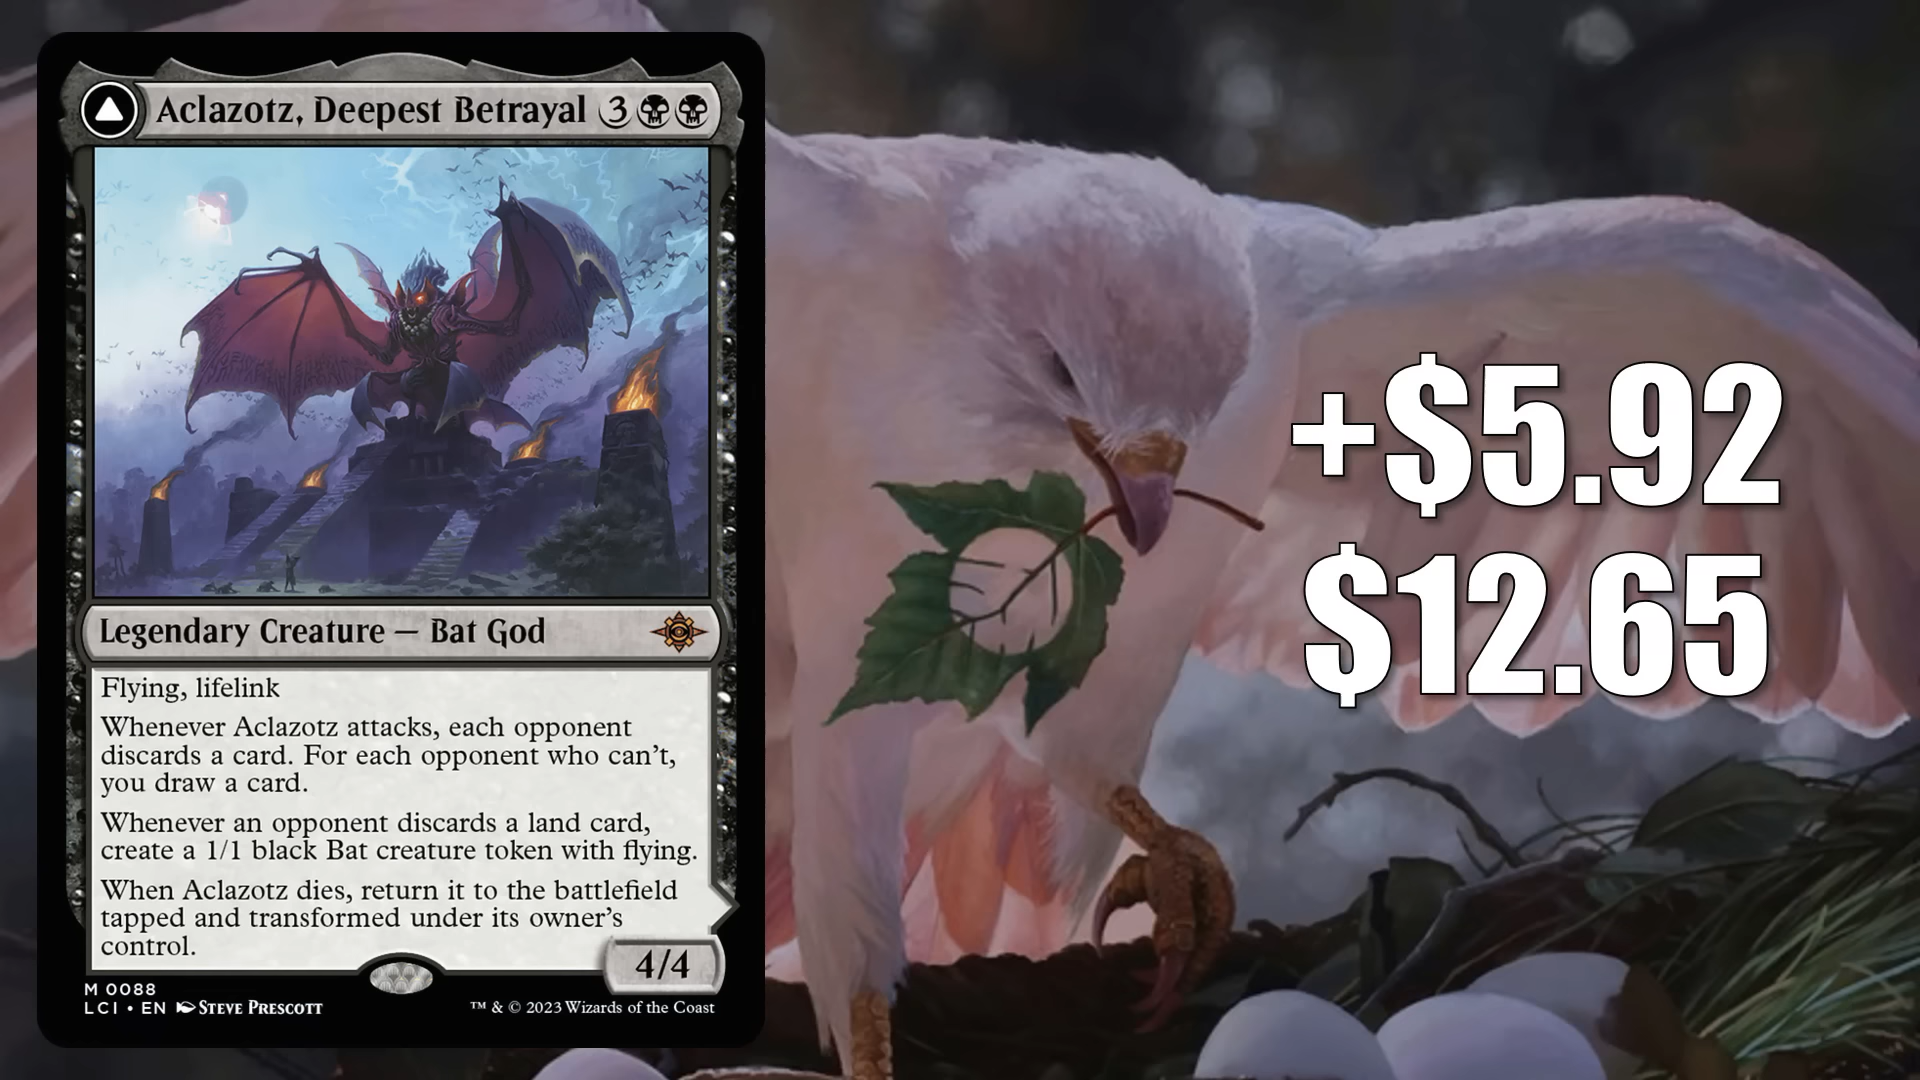 Aclazotz, Deepest Betrayal 3
Legendary Creature — Bat God
Flying, lifelink
Whenever Aclazotz attacks, each opponent
discards a card. For each opponent who can’t,
you draw a card.
Whenever an opponent discards a land card,
create a 1/1 black Bat creature token with flying.
When Aclazotz dies, return it to the battlefield
tapped and transformed under its owner’s
control.
4/4
M 0088
LCI • EN STEVE PRESCOTT
™ & © 2023 Wizards of the Coast
+$5.92
$12.65